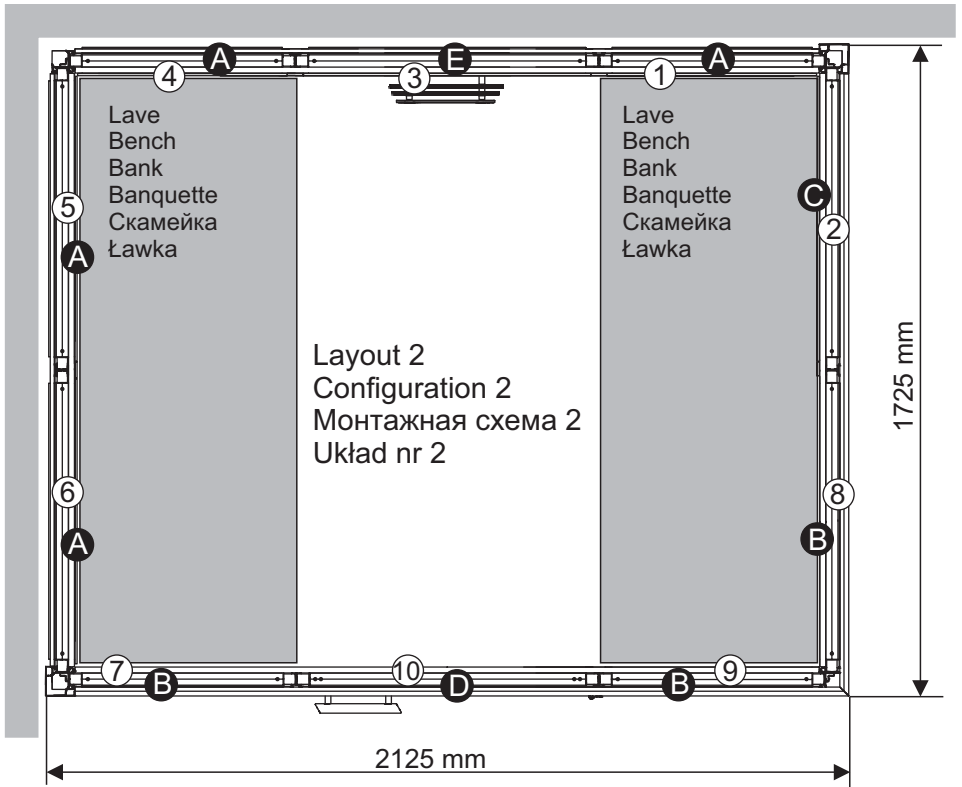 A
E
A
4
3
1
Lave
Bench
Bank
Banquette
Скамейка
Ławka
Lave
Bench
Bank
Banquette
Скамейка
Ławka
5
A
C
2
Layout 2
Configuration 2
Монтажная схема 2
Układ nr 2
1725 mm
6
A
8
B
7
10
9
B
D
B
2125 mm